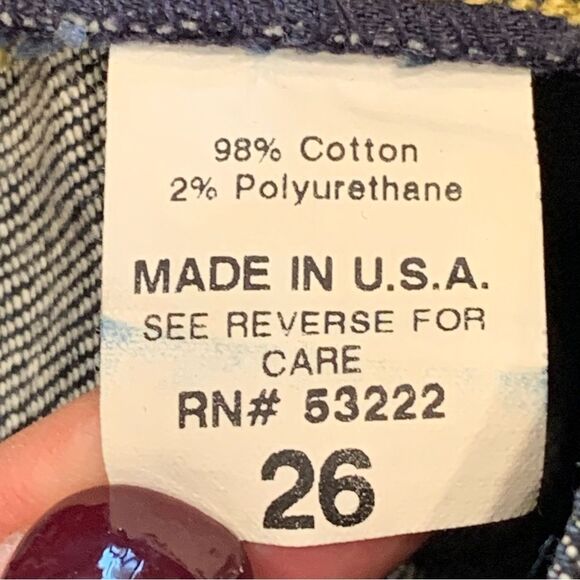 98% Cotton
2% Polyurethane
MADE IN U.S.A.
SEE REVERSE FOR
CARE
RN# 53222
26